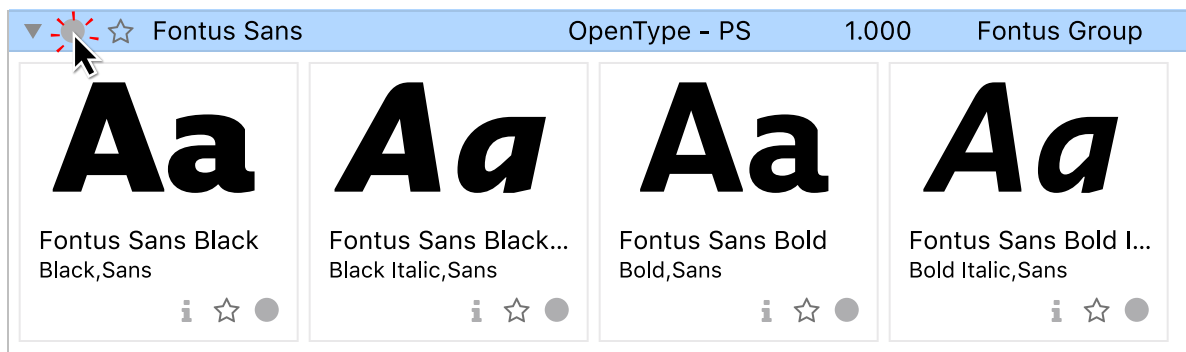 Fontus Sans OpenType - PS 1.000 Fontus Group
Aa Aa Aa Aa
Fontus Sans Black Fontus Sans Black... Fontus Sans Bold Fontus Sans Bold I...
Black,Sans Black Italic,Sans Bold,Sans Bold Italic,Sans
i i i i